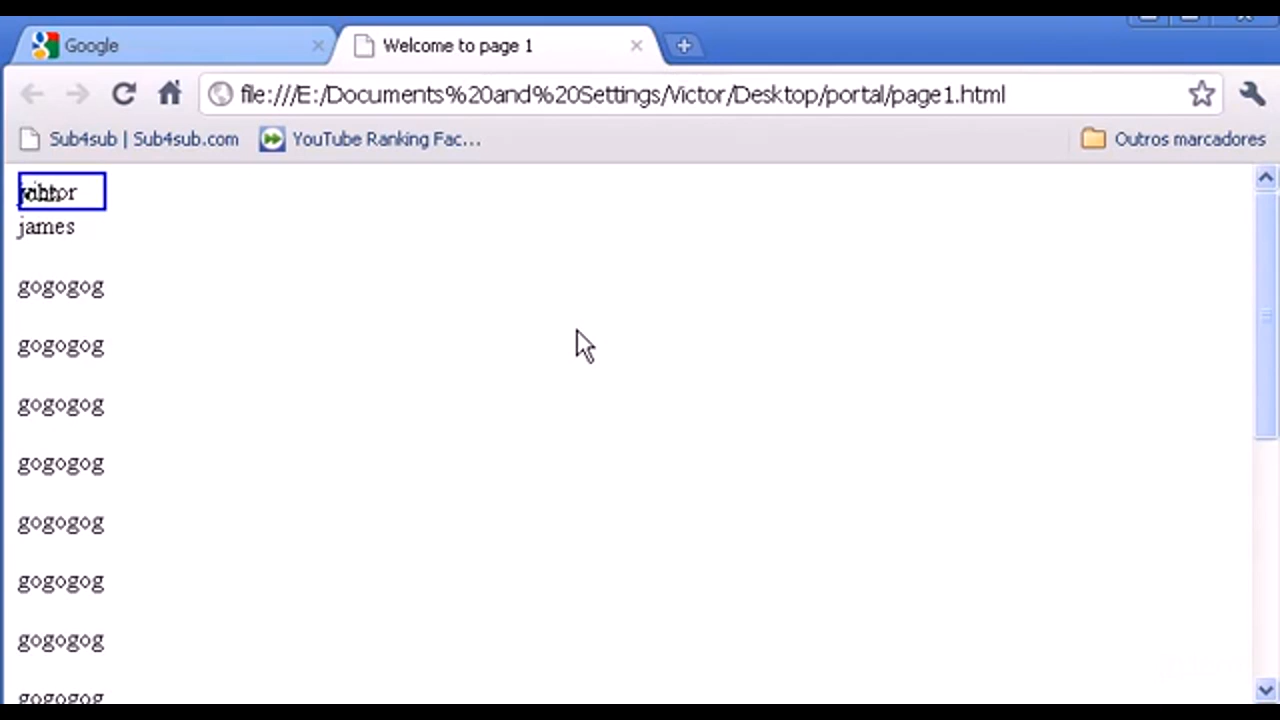 Google
Welcome to page 1
file:///E:/Documents%20and%20Settings/Victor/Desktop/portal/page1.html
Sub4sub | Sub4sub.com
YouTube Ranking Fac...
Outros marcadores
james
gogogog
gogogog
gogogog
gogogog
gogogog
gogogog
gogogog
gogogog